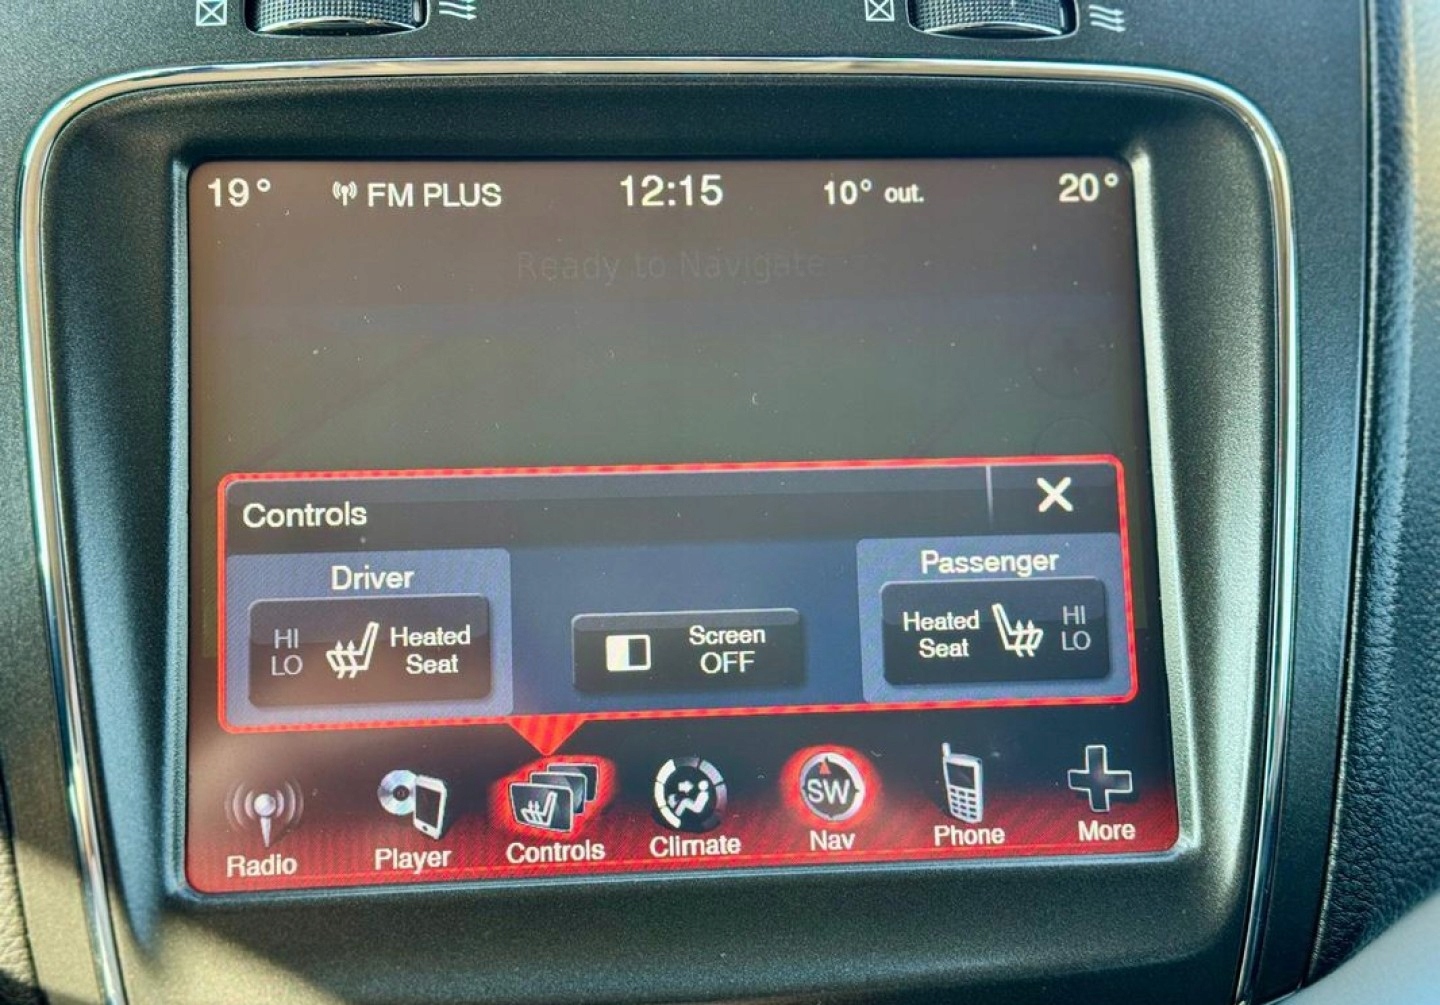 19° FM PLUS 12:15 10° out. 20°
Ready to Navigate
Controls
Driver
HI
LO
Heated
Seat
Screen
OFF
Passenger
Heated
Seat
HI
LO
SW
Radio Player Controls Climate Nav Phone More